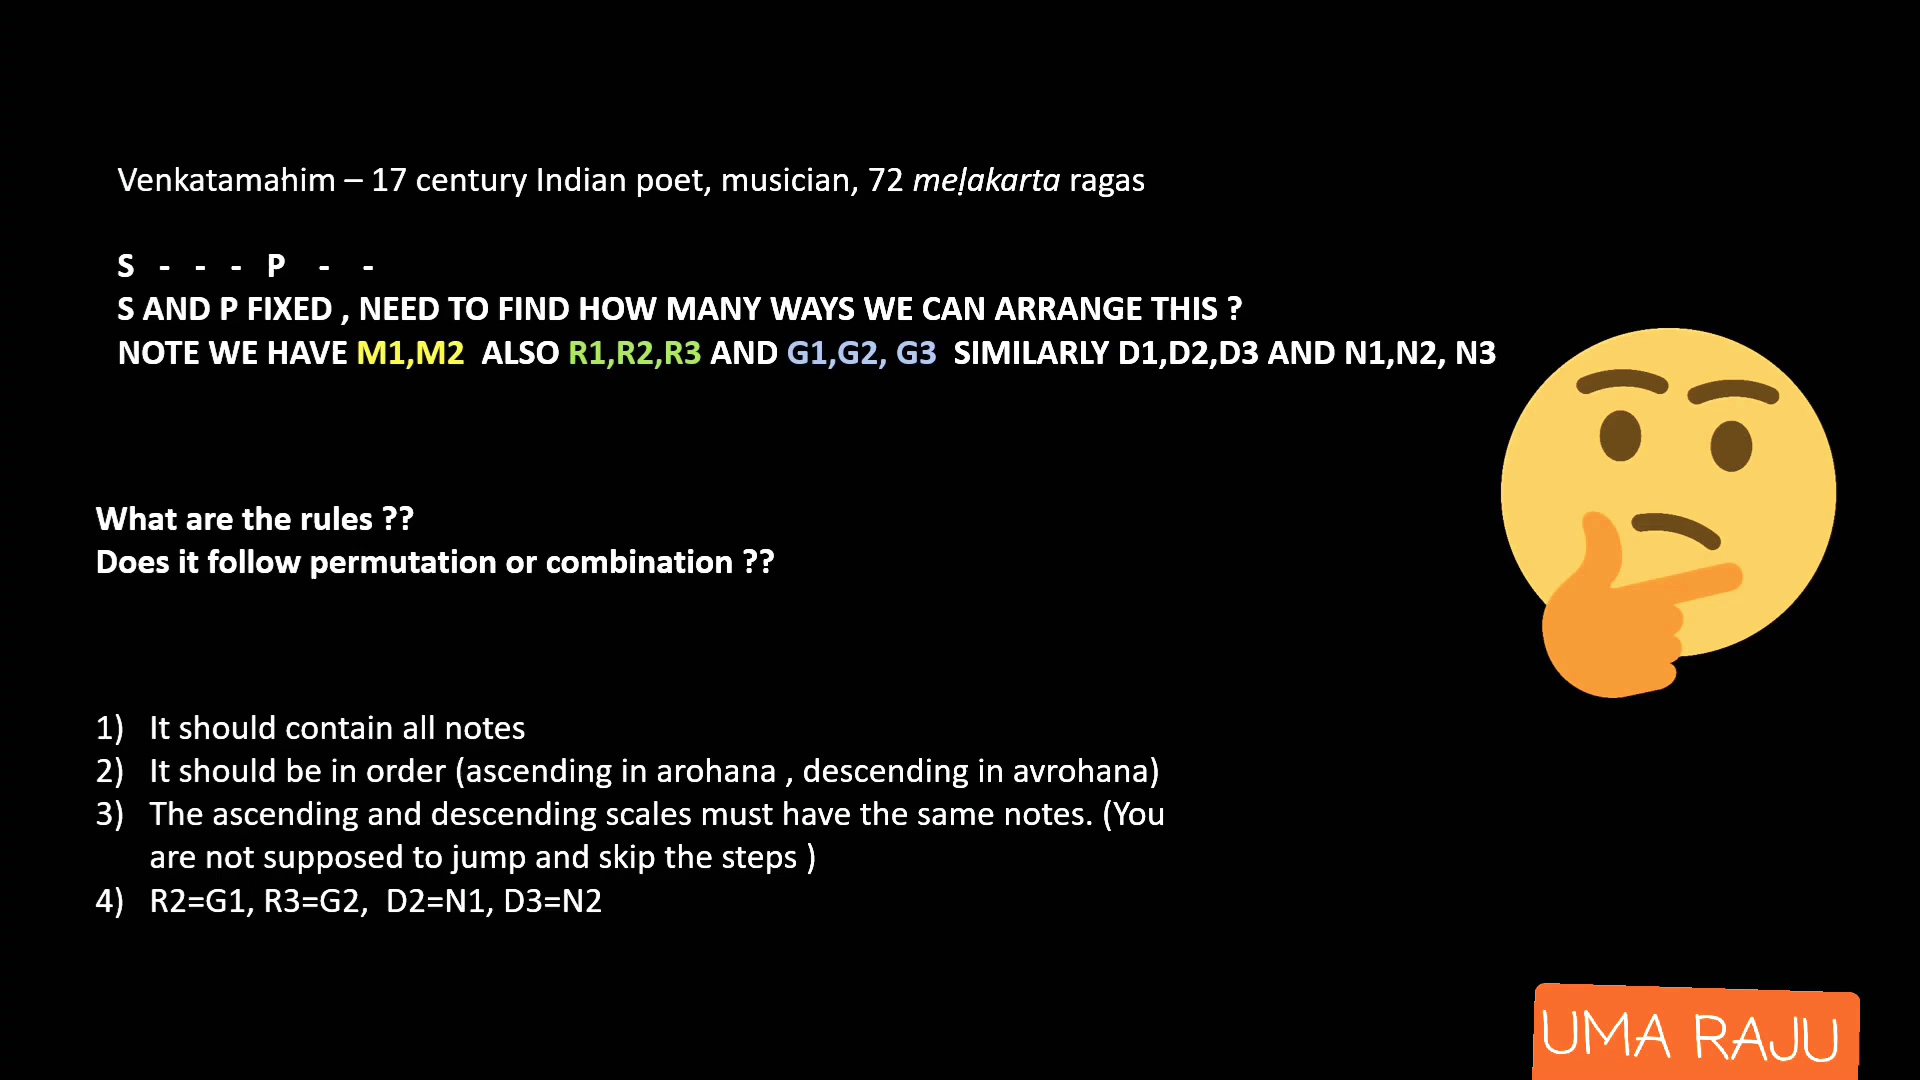 Venkatamahim – 17 century Indian poet, musician, 72 meḷakarta ragas
S - - - P - -
S AND P FIXED , NEED TO FIND HOW MANY WAYS WE CAN ARRANGE THIS ?
NOTE WE HAVE M1,M2 ALSO R1,R2,R3 AND G1,G2, G3 SIMILARLY D1,D2,D3 AND N1,N2, N3
What are the rules ??
Does it follow permutation or combination ??
1) It should contain all notes
2) It should be in order (ascending in arohana , descending in avrohana)
3) The ascending and descending scales must have the same notes. (You
are not supposed to jump and skip the steps )
4) R2=G1, R3=G2, D2=N1, D3=N2
UMA RAJU